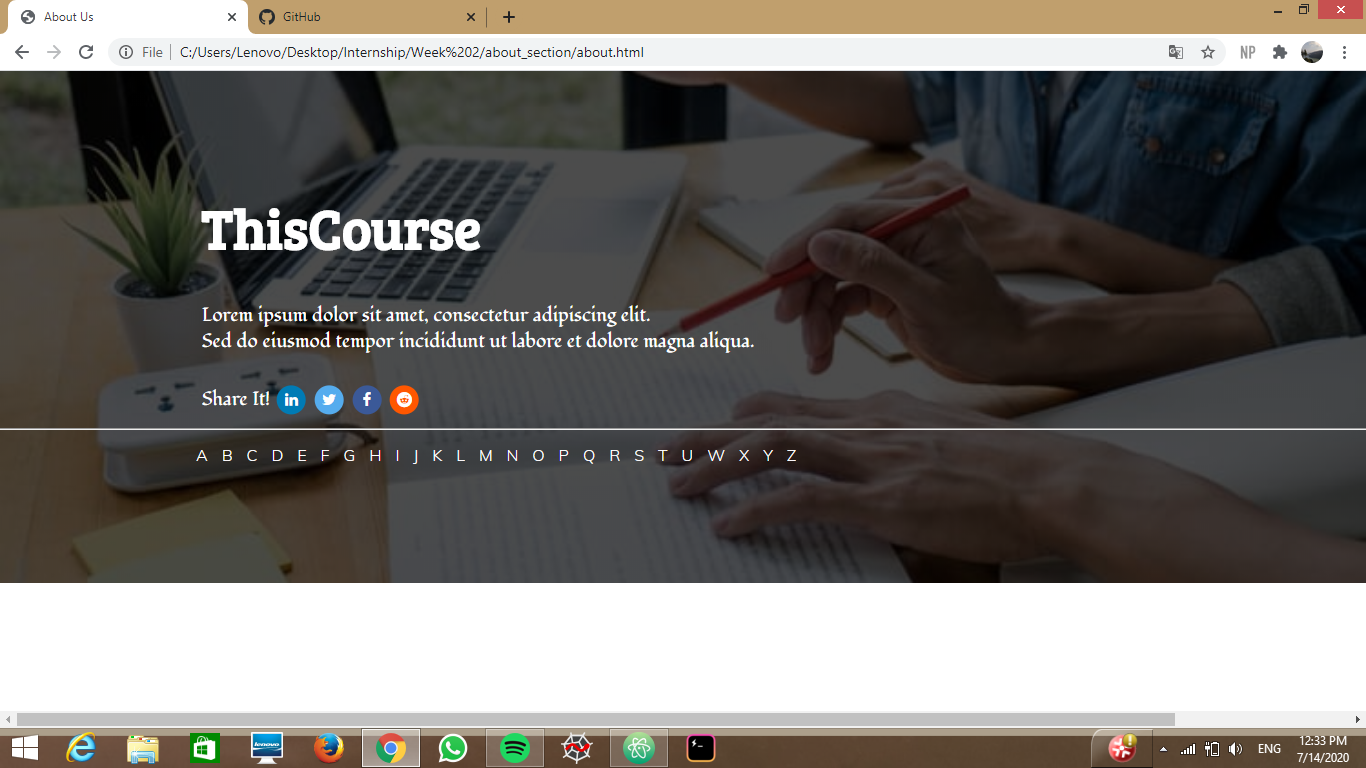 About Us
GitHub
File
C:/Users/Lenovo/Desktop/Internship/Week%202/about_section/about.html
NP
ThisCourse
Lorem ipsum dolor sit amet, consectetur adipiscing elit.
Sed do eiusmod tempor incididunt ut labore et dolore magna aliqua.
Share It!
A B C D E F G H I J K L M N O P Q R S T U W X Y Z
lenovo
ENG
12:33 PM
7/14/2020